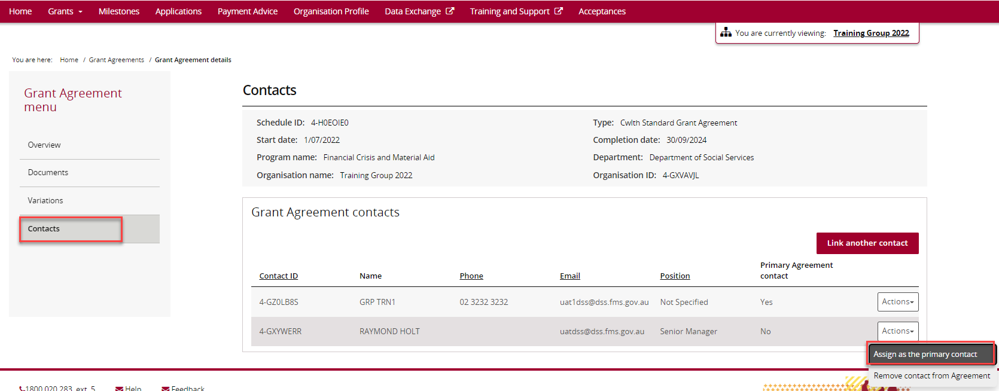 Home Grants Milestones Applications Payment Advice Organisation Profile Data Exchange Training and Support Acceptances
You are currently viewing: Training Group 2022
You are here: Home / Grant Agreements / Grant Agreement details
Grant Agreement
menu
Overview
Documents
Variations
Contacts
Contacts
Schedule ID: 4-H0EOIE0 Type: Cwlth Standard Grant Agreement
Start date: 1/07/2022 Completion date: 30/09/2024
Program name: Financial Crisis and Material Aid Department: Department of Social Services
Organisation name: Training Group 2022 Organisation ID: 4-GXVAVJL
Grant Agreement contacts
Link another contact
Contact ID Name Phone Email Position Primary Agreement contact
4-GZ0LB8S GRP TRN1 02 3232 3232 uat1dss@dss.fms.gov.au Not Specified Yes Actions
4-GXYWERR RAYMOND HOLT uatdss@dss.fms.gov.au Senior Manager No Actions
Assign as the primary contact
Remove contact from Agreement
1800 020 283, ext. 5 Help Feedback